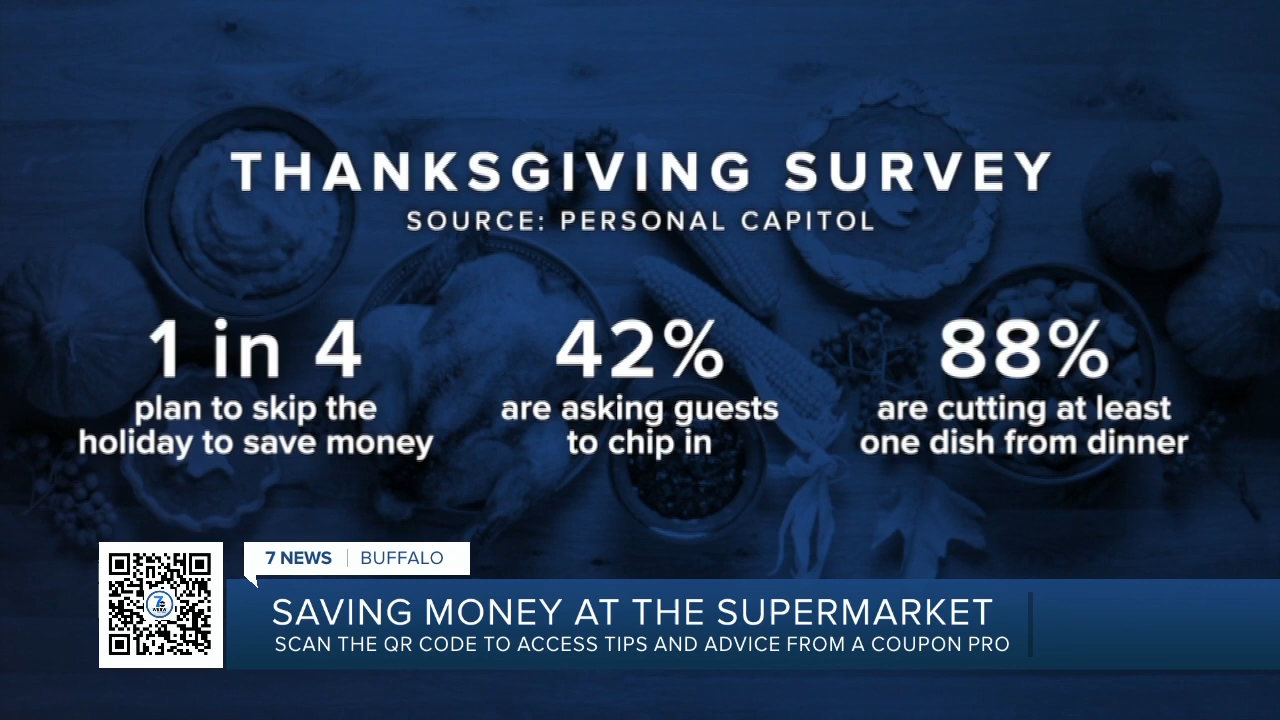 THANKSGIVING SURVEY
SOURCE: PERSONAL CAPITOL
1 in 4
plan to skip the
holiday to save money
42%
are asking guests
to chip in
88%
are cutting at least
one dish from dinner
7 NEWS BUFFALO
SAVING MONEY AT THE SUPERMARKET
SCAN THE QR CODE TO ACCESS TIPS AND ADVICE FROM A COUPON PRO